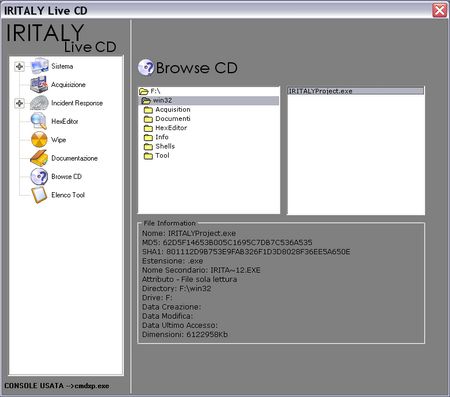 IRITALY Live CD
IRITALY
Live CD
Sistema
Acquisizione
Incident Response
HexEditor
Wipe
Documentazione
Browse CD
Elenco Tool
Browse CD
F:\
win32
Acquisition
Documenti
HexEditor
Info
Shells
Tool
IRITALYProject.exe
File Information
Nome: IRITALYProject.exe
MD5: 62D5F14653B005C1695C7DB7C536A535
SHA1: 801112D9B753E9FAB326F1D3D8028F36EE5A650E
Estensione: .exe
Nome Secondario: IRITA~12.EXE
Attributo - File sola lettura
Directory: F:\win32
Drive: F:
Data Creazione:
Data Modifica:
Data Ultimo Accesso:
Dimensioni: 6122958Kb
CONSOLE USATA -->cmdxp.exe